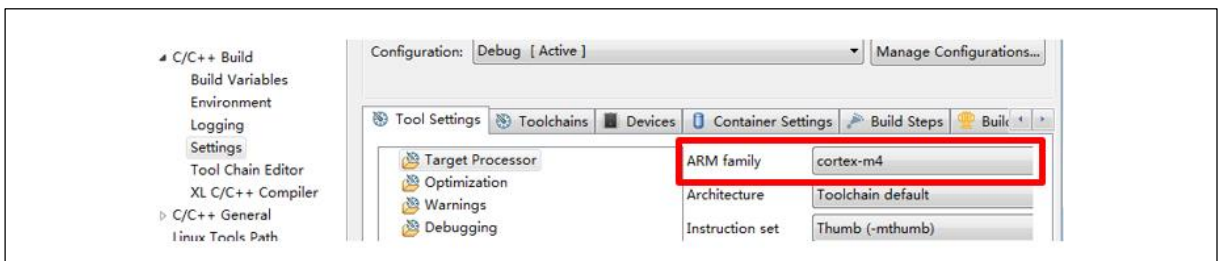 C/C++ Build
Build Variables
Environment
Logging
Settings
Tool Chain Editor
XL C/C++ Compiler
C/C++ General
Linux Tools Path
Configuration: Debug [ Active ] Manage Configurations...
Tool Settings Toolchains Devices Container Settings Build Steps Builc
Target Processor
Optimization
Warnings
Debugging
ARM family cortex-m4
Architecture Toolchain default
Instruction set Thumb (-mthumb)